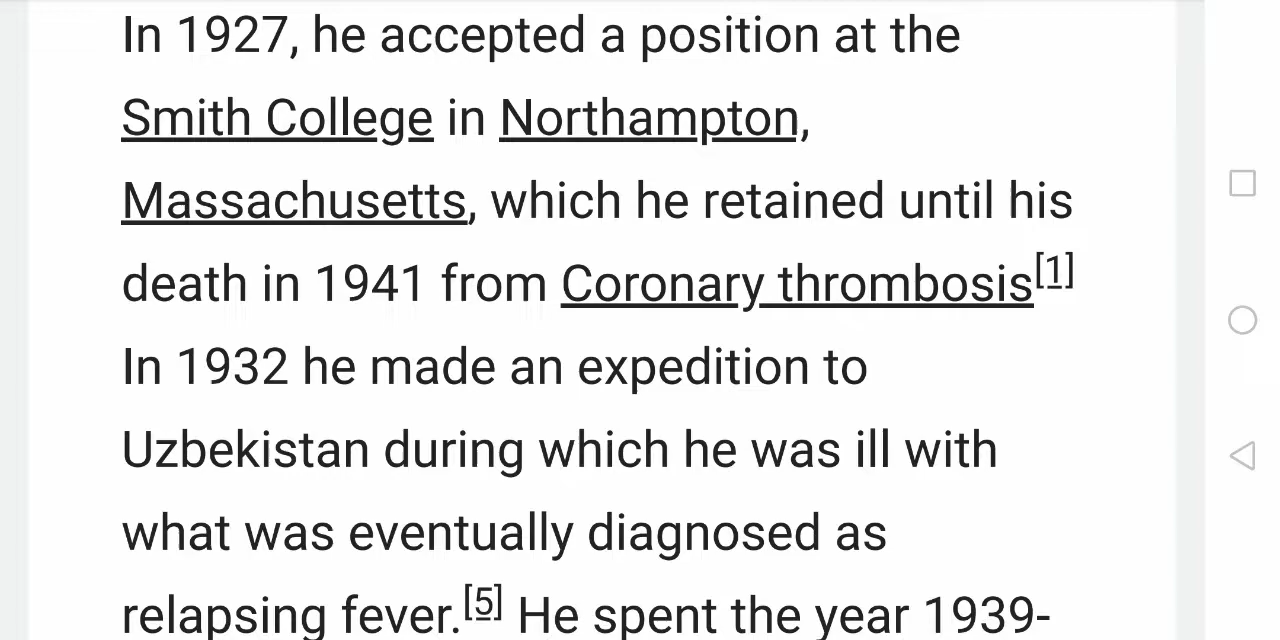 In 1927, he accepted a position at the
Smith College in Northampton,
Massachusetts, which he retained until his
death in 1941 from Coronary thrombosis[1]
In 1932 he made an expedition to
Uzbekistan during which he was ill with
what was eventually diagnosed as
relapsing fever.[5] He spent the year 1939-